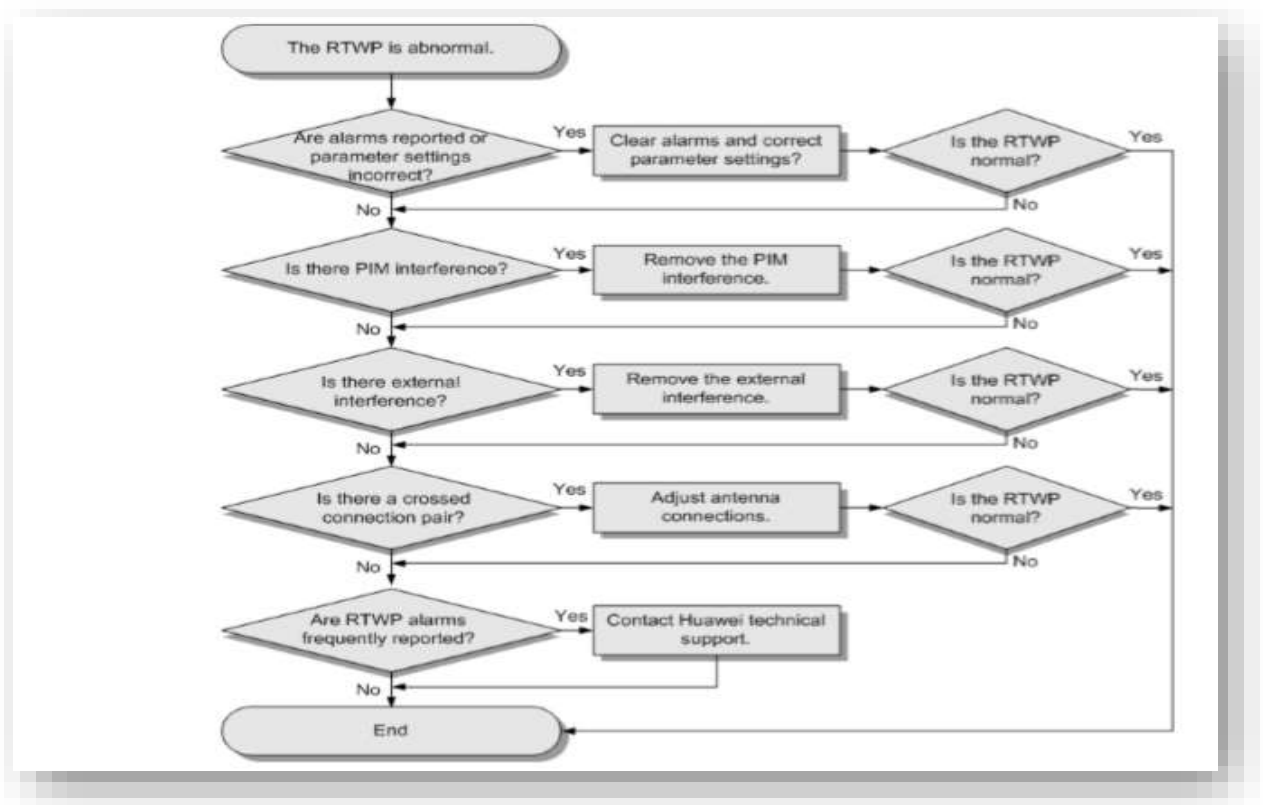 The RTWP is abnormal.
Are alarms reported or
parameter settings
incorrect?
Yes
Clear alarms and correct
parameter settings?
Is the RTWP
normal?
Yes
No
No
Is there PIM interference?
Yes
Remove the PIM
interference.
Is the RTWP
normal?
Yes
No
No
Is there external
interference?
Yes
Remove the external
interference.
Is the RTWP
normal?
Yes
No
No
Is there a crossed
connection pair?
Yes
Adjust antenna
connections.
Is the RTWP
normal?
Yes
No
No
Are RTWP alarms
frequently reported?
Yes
Contact Huawei technical
support.
No
End